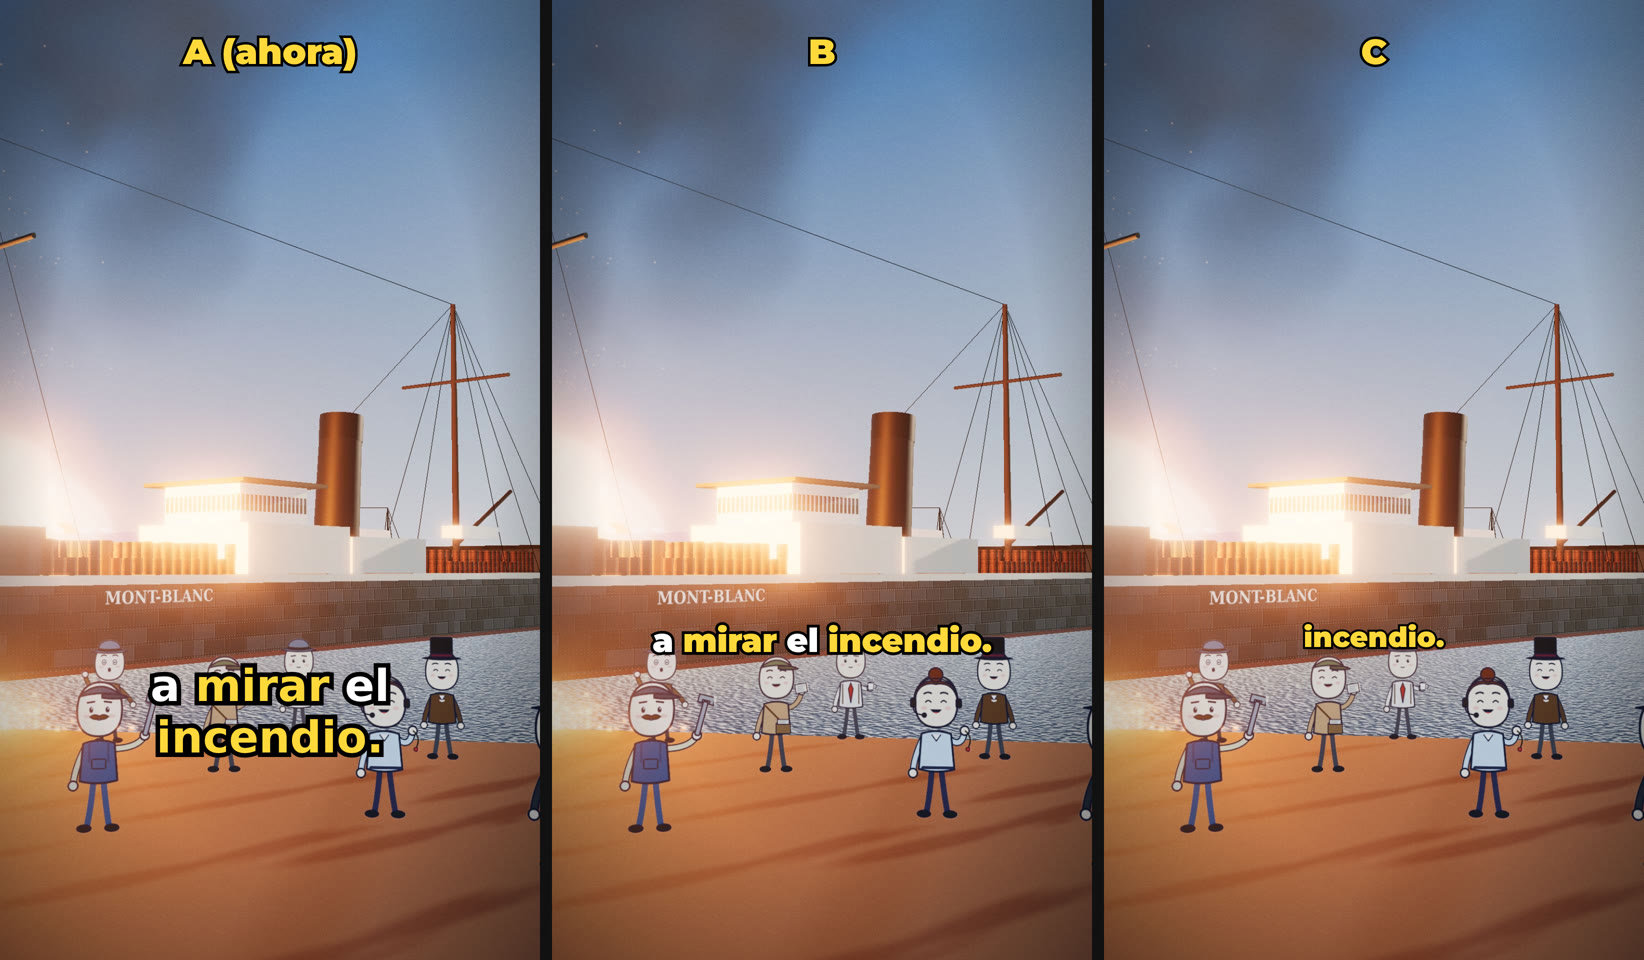 A (ahora)
MONT-BLANC
a mirar el
incendio.
B
MONT-BLANC
a mirar el incendio.
C
MONT-BLANC
incendio.